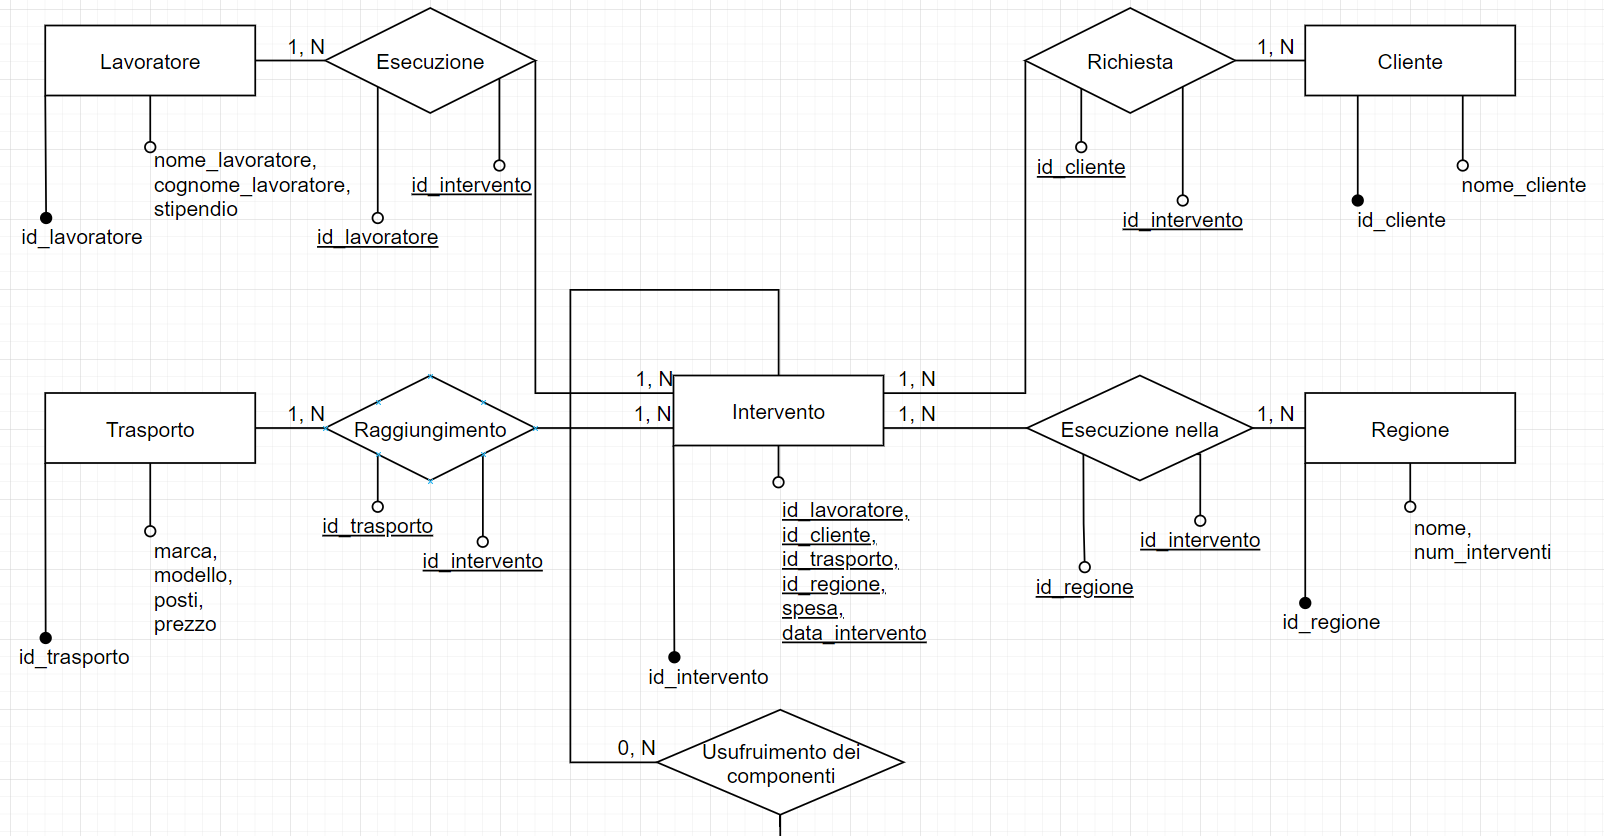 Lavoratore
1, N
Esecuzione
Richiesta
1, N
Cliente
nome_lavoratore,
cognome_lavoratore,
stipendio
id_lavoratore
id_intervento
id_lavoratore
id_cliente
id_intervento
nome_cliente
id_cliente
1, N
1, N
Trasporto
1, N
Raggiungimento
1, N
Intervento
1, N
Esecuzione nella
1, N
Regione
marca,
modello,
posti,
prezzo
id_trasporto
id_trasporto
id_intervento
id_lavoratore,
id_cliente,
id_trasporto,
id_regione,
spesa,
data_intervento
id_intervento
id_intervento
id_regione
nome,
num_interventi
id_regione
0, N
Usufruimento dei
componenti